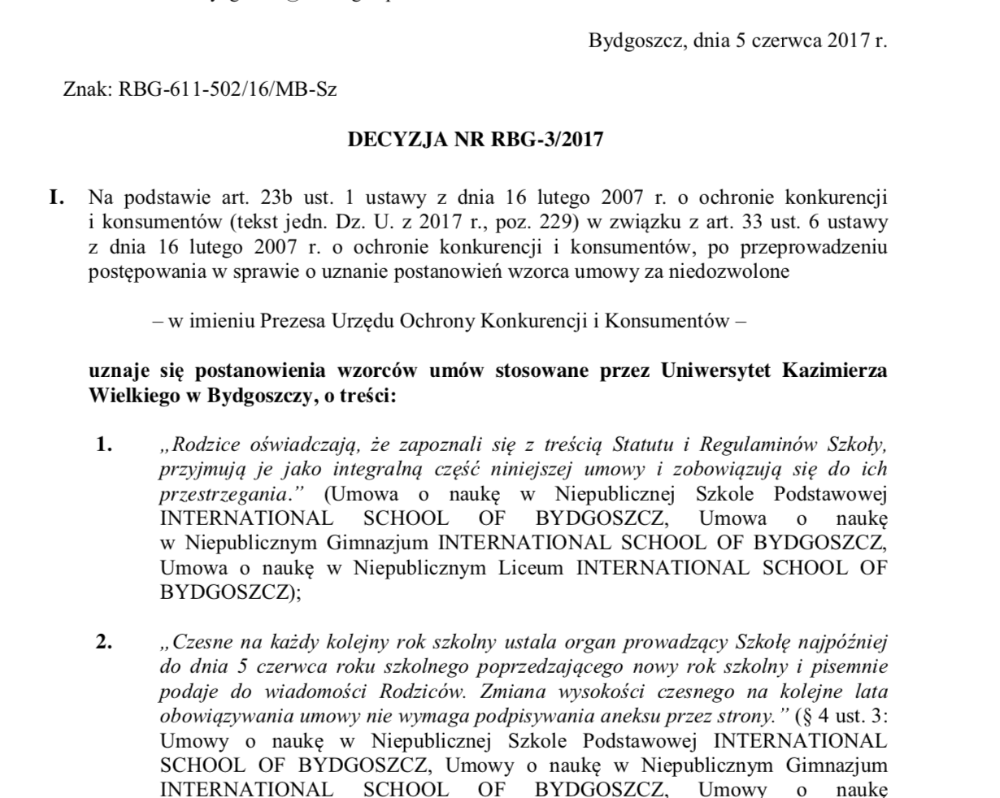 Bydgoszcz, dnia 5 czerwca 2017 r.
Znak: RBG-611-502/16/MB-Sz
DECYZJA NR RBG-3/2017
I. Na podstawie art. 23b ust. 1 ustawy z dnia 16 lutego 2007 r. o ochronie konkurencji
i konsumentów (tekst jedn. Dz. U. z 2017 r., poz. 229) w związku z art. 33 ust. 6 ustawy
z dnia 16 lutego 2007 r. o ochronie konkurencji i konsumentów, po przeprowadzeniu
postępowania w sprawie o uznanie postanowień wzorca umowy za niedozwolone
– w imieniu Prezesa Urzędu Ochrony Konkurencji i Konsumentów –
uznaje się postanowienia wzorców umów stosowane przez Uniwersytet Kazimierza
Wielkiego w Bydgoszczy, o treści:
1. „Rodzice oświadczają, że zapoznali się z treścią Statutu i Regulaminów Szkoły,
przyjmują je jako integralną część niniejszej umowy i zobowiązują się do ich
przestrzegania.” (Umowa o naukę w Niepublicznej Szkole Podstawowej
INTERNATIONAL SCHOOL OF BYDGOSZCZ, Umowa o naukę
w Niepublicznym Gimnazjum INTERNATIONAL SCHOOL OF BYDGOSZCZ,
Umowa o naukę w Niepublicznym Liceum INTERNATIONAL SCHOOL OF
BYDGOSZCZ);
2. „Czesne na każdy kolejny rok szkolny ustala organ prowadzący Szkołę najpóźniej
do dnia 5 czerwca roku szkolnego poprzedzającego nowy rok szkolny i pisemnie
podaje do wiadomości Rodziców. Zmiana wysokości czesnego na kolejne lata
obowiązywania umowy nie wymaga podpisywania aneksu przez strony.” (§ 4 ust. 3:
Umowy o naukę w Niepublicznej Szkole Podstawowej INTERNATIONAL
SCHOOL OF BYDGOSZCZ, Umowy o naukę w Niepublicznym Gimnazjum
INTERNATIONAL SCHOOL OF BYDGOSZCZ, Umowy o naukę